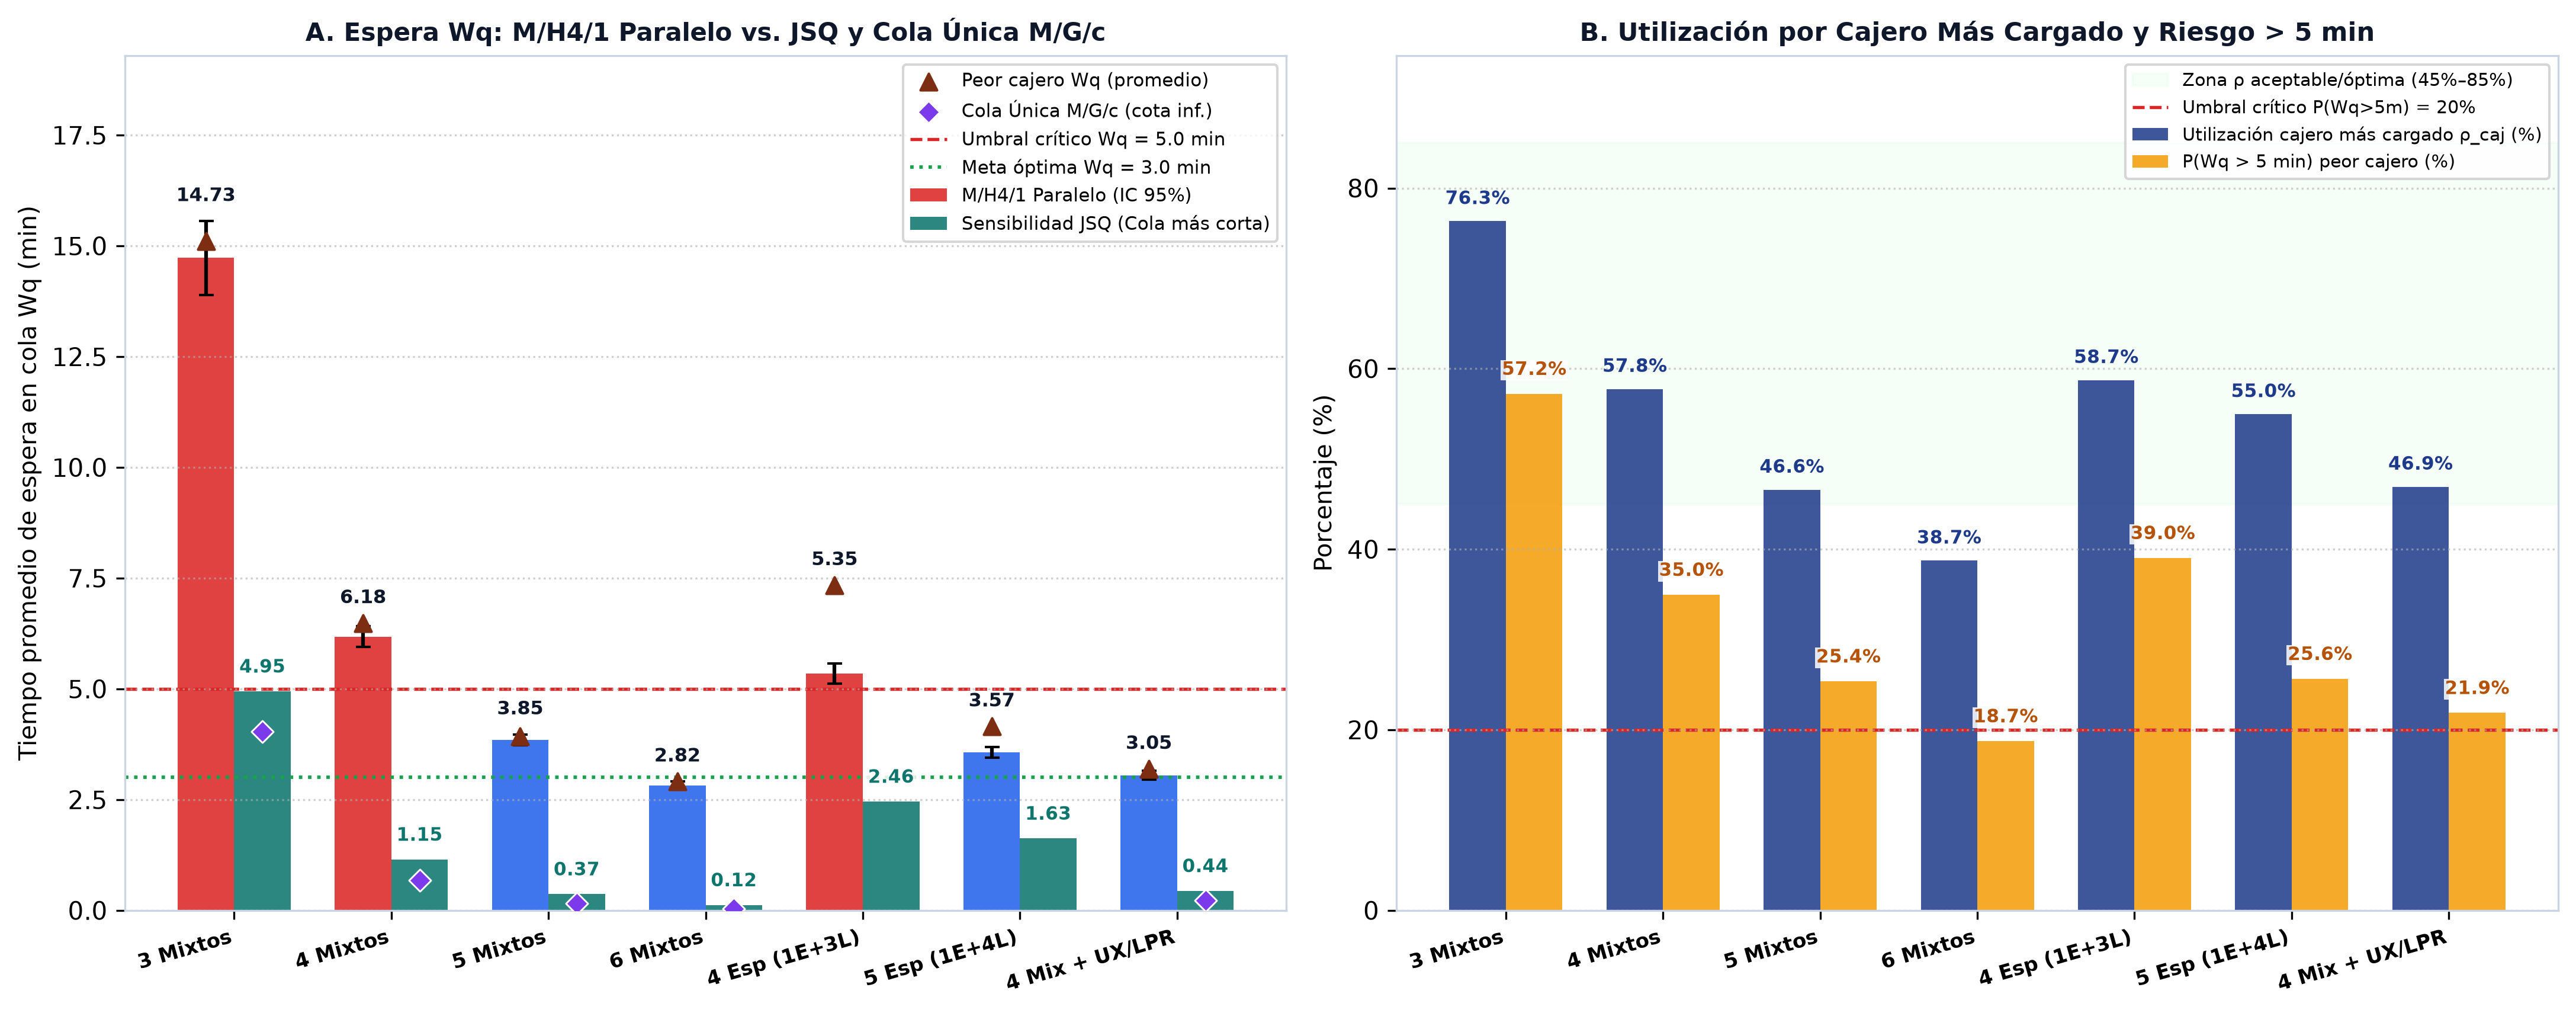 A. Espera Wq: M/H4/1 Paralelo vs. JSQ y Cola Única M/G/c
Tiempo promedio de espera en cola Wq (min)
17.5
15.0
12.5
10.0
7.5
5.0
2.5
0.0
Peor cajero Wq (promedio)
Cola Única M/G/c (cota inf.)
Umbral crítico Wq = 5.0 min
Meta óptima Wq = 3.0 min
M/H4/1 Paralelo (IC 95%)
Sensibilidad JSQ (Cola más corta)
14.73
4.95
6.18
1.15
3.85
0.37
2.82
0.12
5.35
2.46
3.57
1.63
3.05
0.44
3 Mixtos
4 Mixtos
5 Mixtos
6 Mixtos
4 Esp (1E+3L)
5 Esp (1E+4L)
4 Mix + UX/LPR
B. Utilización por Cajero Más Cargado y Riesgo > 5 min
Porcentaje (%)
80
60
40
20
0
Zona ρ aceptable/óptima (45%–85%)
Umbral crítico P(Wq>5m) = 20%
Utilización cajero más cargado ρ_caj (%)
P(Wq > 5 min) peor cajero (%)
76.3%
57.2%
57.8%
35.0%
46.6%
25.4%
38.7%
18.7%
58.7%
39.0%
55.0%
25.6%
46.9%
21.9%
3 Mixtos
4 Mixtos
5 Mixtos
6 Mixtos
4 Esp (1E+3L)
5 Esp (1E+4L)
4 Mix + UX/LPR